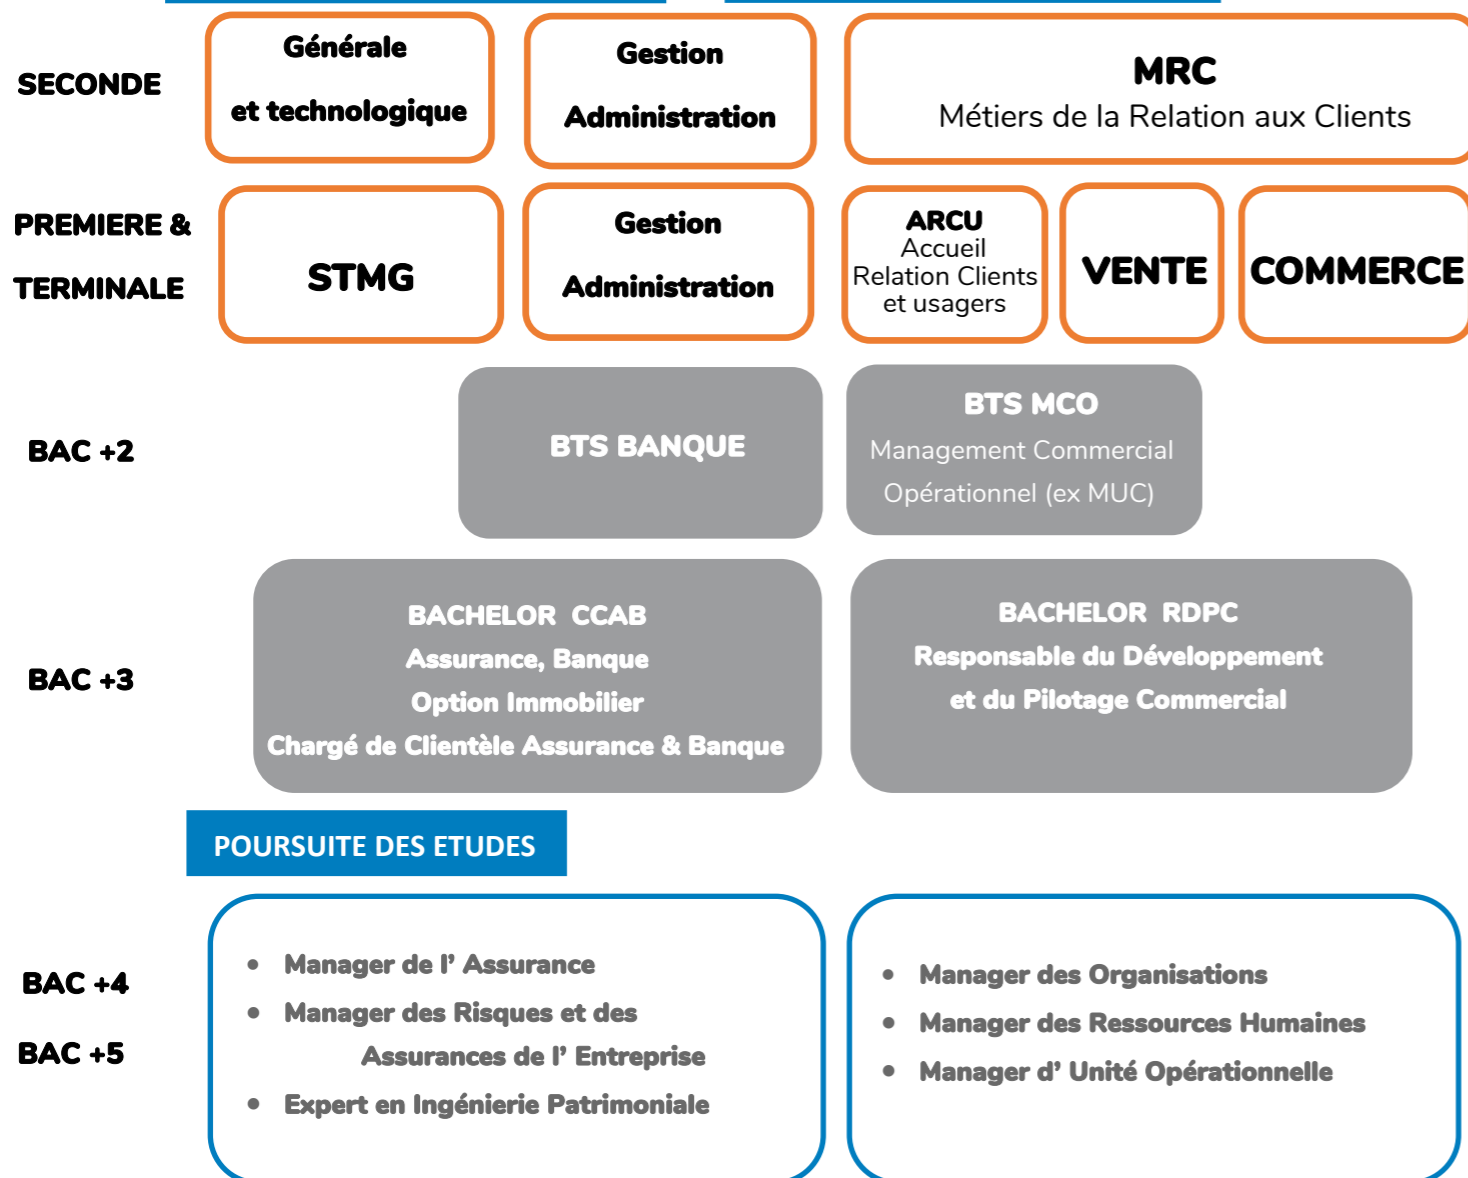 SECONDE
Générale
et technologique
Gestion
Administration
MRC
Métiers de la Relation aux Clients
PREMIERE &
TERMINALE
STMG
Gestion
Administration
ARCU
Accueil
Relation Clients
et usagers
VENTE
COMMERCE
BAC +2
BTS BANQUE
BTS MCO
Management Commercial
Opérationnel (ex MUC)
BAC +3
BACHELOR CCAB
Assurance, Banque
Option Immobilier
Chargé de Clientèle Assurance & Banque
BACHELOR RDPC
Responsable du Développement
et du Pilotage Commercial
POURSUITE DES ETUDES
BAC +4
BAC +5
• Manager de l' Assurance
• Manager des Risques et des
Assurances de l' Entreprise
• Expert en Ingénierie Patrimoniale
• Manager des Organisations
• Manager des Ressources Humaines
• Manager d' Unité Opérationnelle